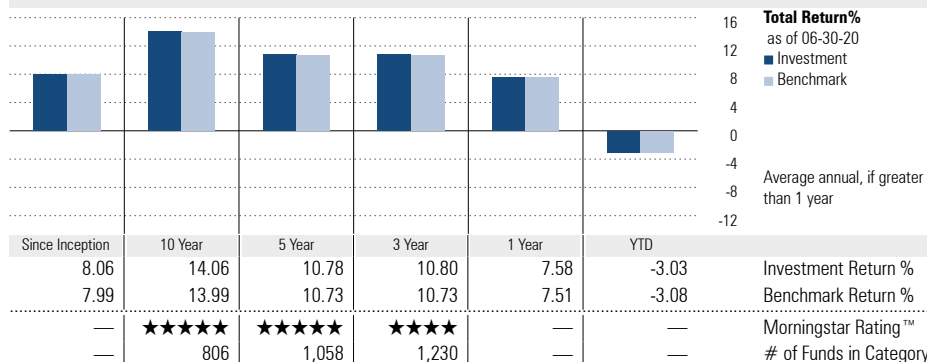 16
12
8
4
0
-4
-8
-12
Total Return%
as of 06-30-20
Investment
Benchmark
Average annual, if greater
than 1 year
Since Inception 10 Year 5 Year 3 Year 1 Year YTD
8.06 14.06 10.78 10.80 7.58 -3.03 Investment Return %
7.99 13.99 10.73 10.73 7.51 -3.08 Benchmark Return %
— ★★★★★ ★★★★★ ★★★★ — — Morningstar Rating™
— 806 1,058 1,230 — — # of Funds in Category